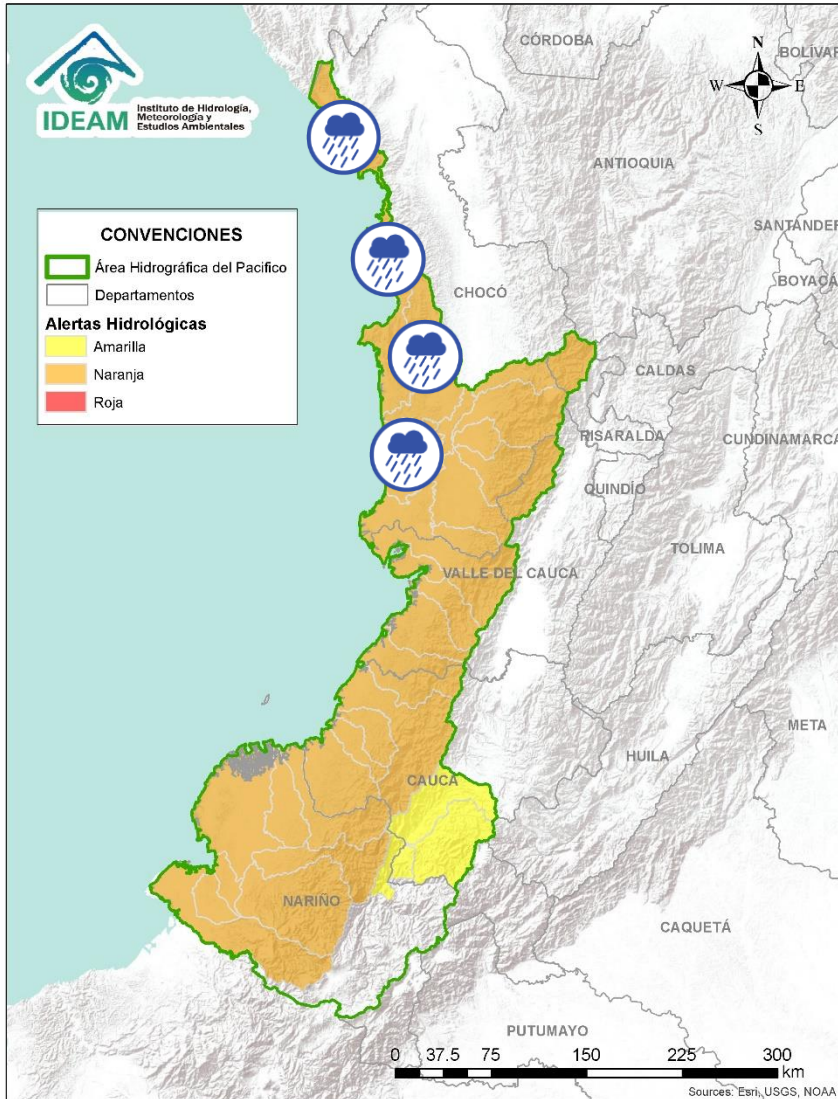 IDEAM
Instituto de Hidrología,
Meteorología y
Estudios Ambientales
CÓRDOBA
BOLÍVAR
N
W
E
S
ANTIOQUIA
CONVENCIONES
Área Hidrográfica del Pacifico
Departamentos
Alertas Hidrológicas
Amarilla
Naranja
Roja
SANTANDER
BOYACÁ
CHOCÓ
CALDAS
RISARALDA
CUNDINAMARCA
QUINDÍO
TOLIMA
VALLE DEL CAUCA
META
HUILA
CAUCA
NARIÑO
CAQUETÁ
PUTUMAYO
0 37.5 75 150 225 300
km
Sources: Esri, USGS, NOAA